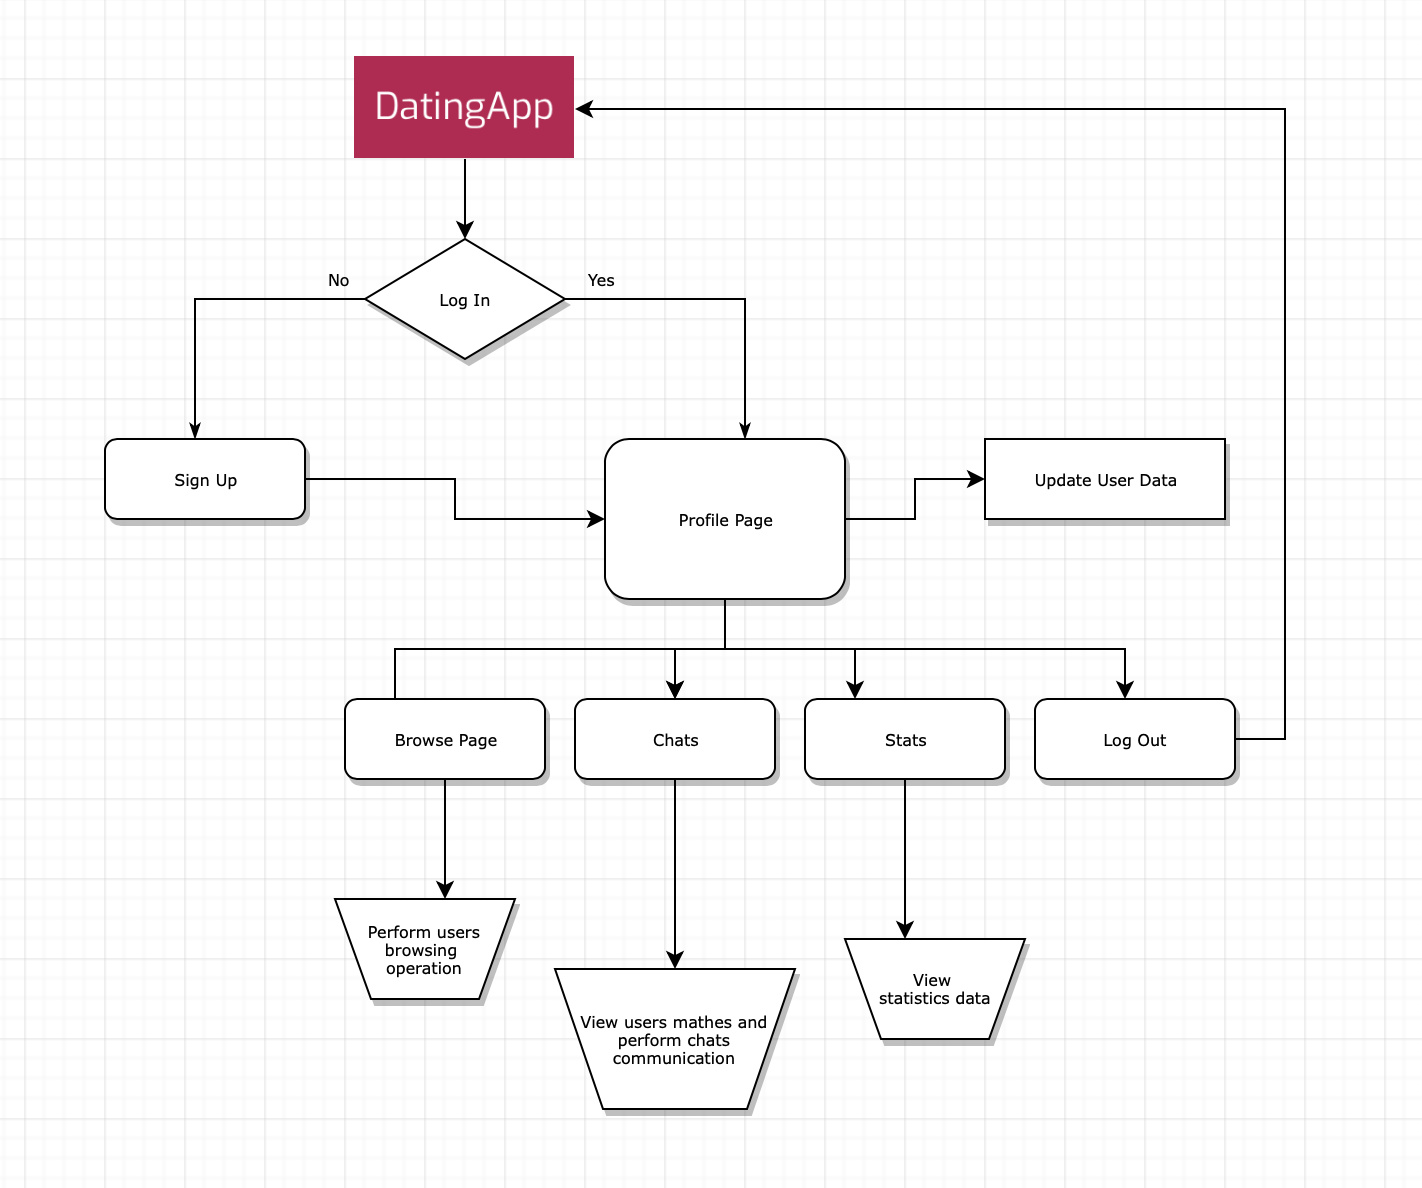 DatingApp
No
Yes
Log In
Sign Up
Profile Page
Update User Data
Browse Page
Chats
Stats
Log Out
Perform users
browsing
operation
View users mathes and
perform chats
communication
View
statistics data